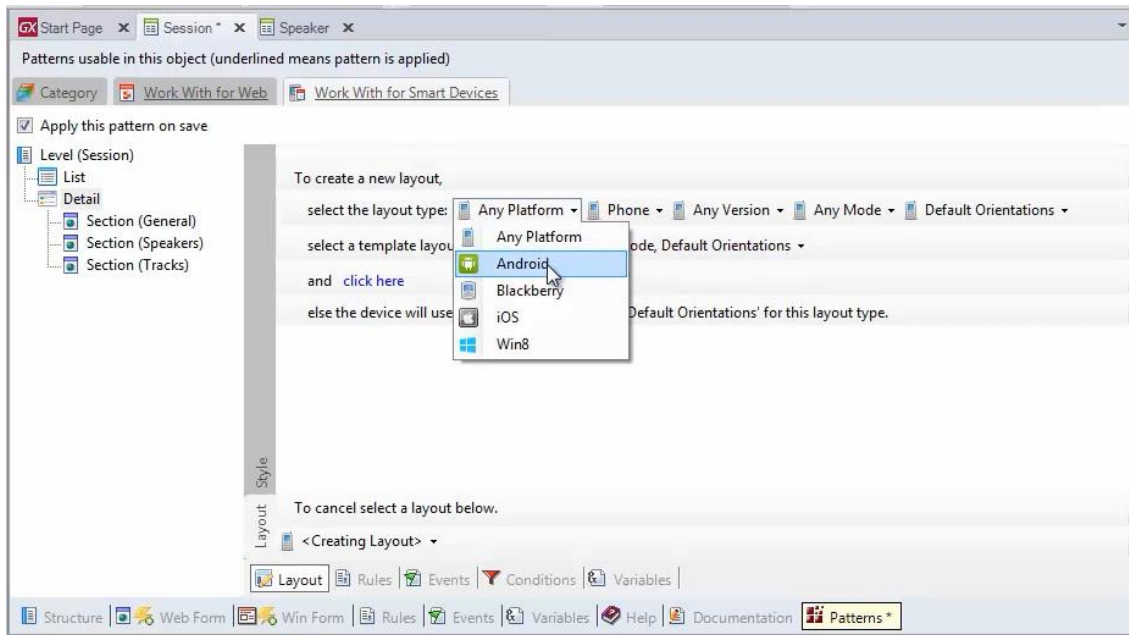 GX Start Page X Session * X Speaker X
Patterns usable in this object (underlined means pattern is applied)
Category Work With for Web Work With for Smart Devices
Apply this pattern on save
Level (Session)
List
Detail
Section (General)
Section (Speakers)
Section (Tracks)
To create a new layout,
select the layout type: Any Platform Phone Any Version Any Mode Default Orientations
select a template layou ode, Default Orientations
and click here
else the device will use Default Orientations' for this layout type.
Any Platform
Android
Blackberry
iOS
Win8
Style
Layout
To cancel select a layout below.
<Creating Layout>
Layout Rules Events Conditions Variables
Structure Web Form Win Form Rules Events Variables Help Documentation Patterns *